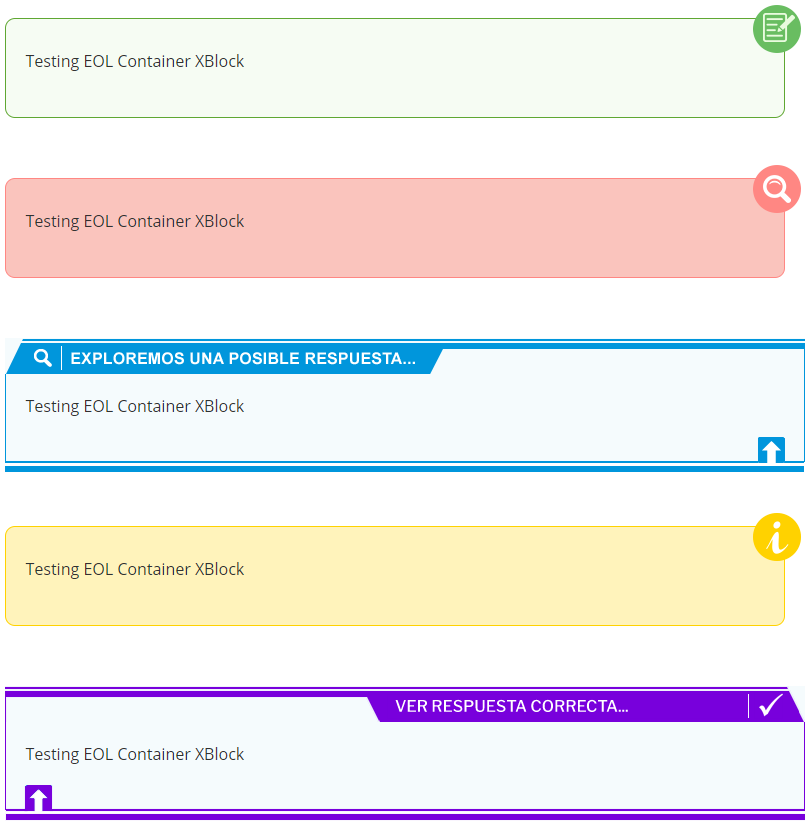 Testing EOL Container XBlock
Testing EOL Container XBlock
EXPLOREMOS UNA POSIBLE RESPUESTA...
Testing EOL Container XBlock
Testing EOL Container XBlock
VER RESPUESTA CORRECTA...
Testing EOL Container XBlock